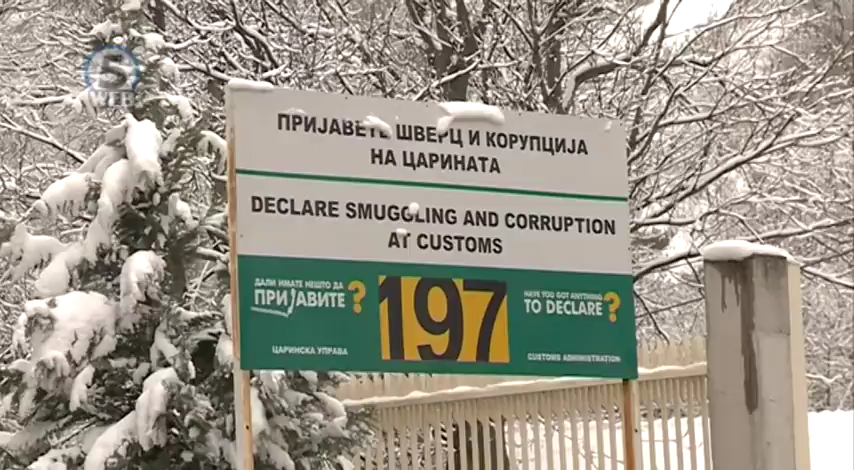 S
WEB
ПРИЈАВЕТЕ ШВЕРЦ И КОРУПЦИЈА
НА ЦАРИНАТА
DECLARE SMUGGLING AND CORRUPTION
AT CUSTOMS
ДАЛИ ИМАТЕ НЕШТО ДА
ПРИЈАВИТЕ?
197
HAVE YOU GOT ANYTHING
TO DECLARE?
ЦАРИНСКА УПРАВА
CUSTOMS ADMINISTRATION